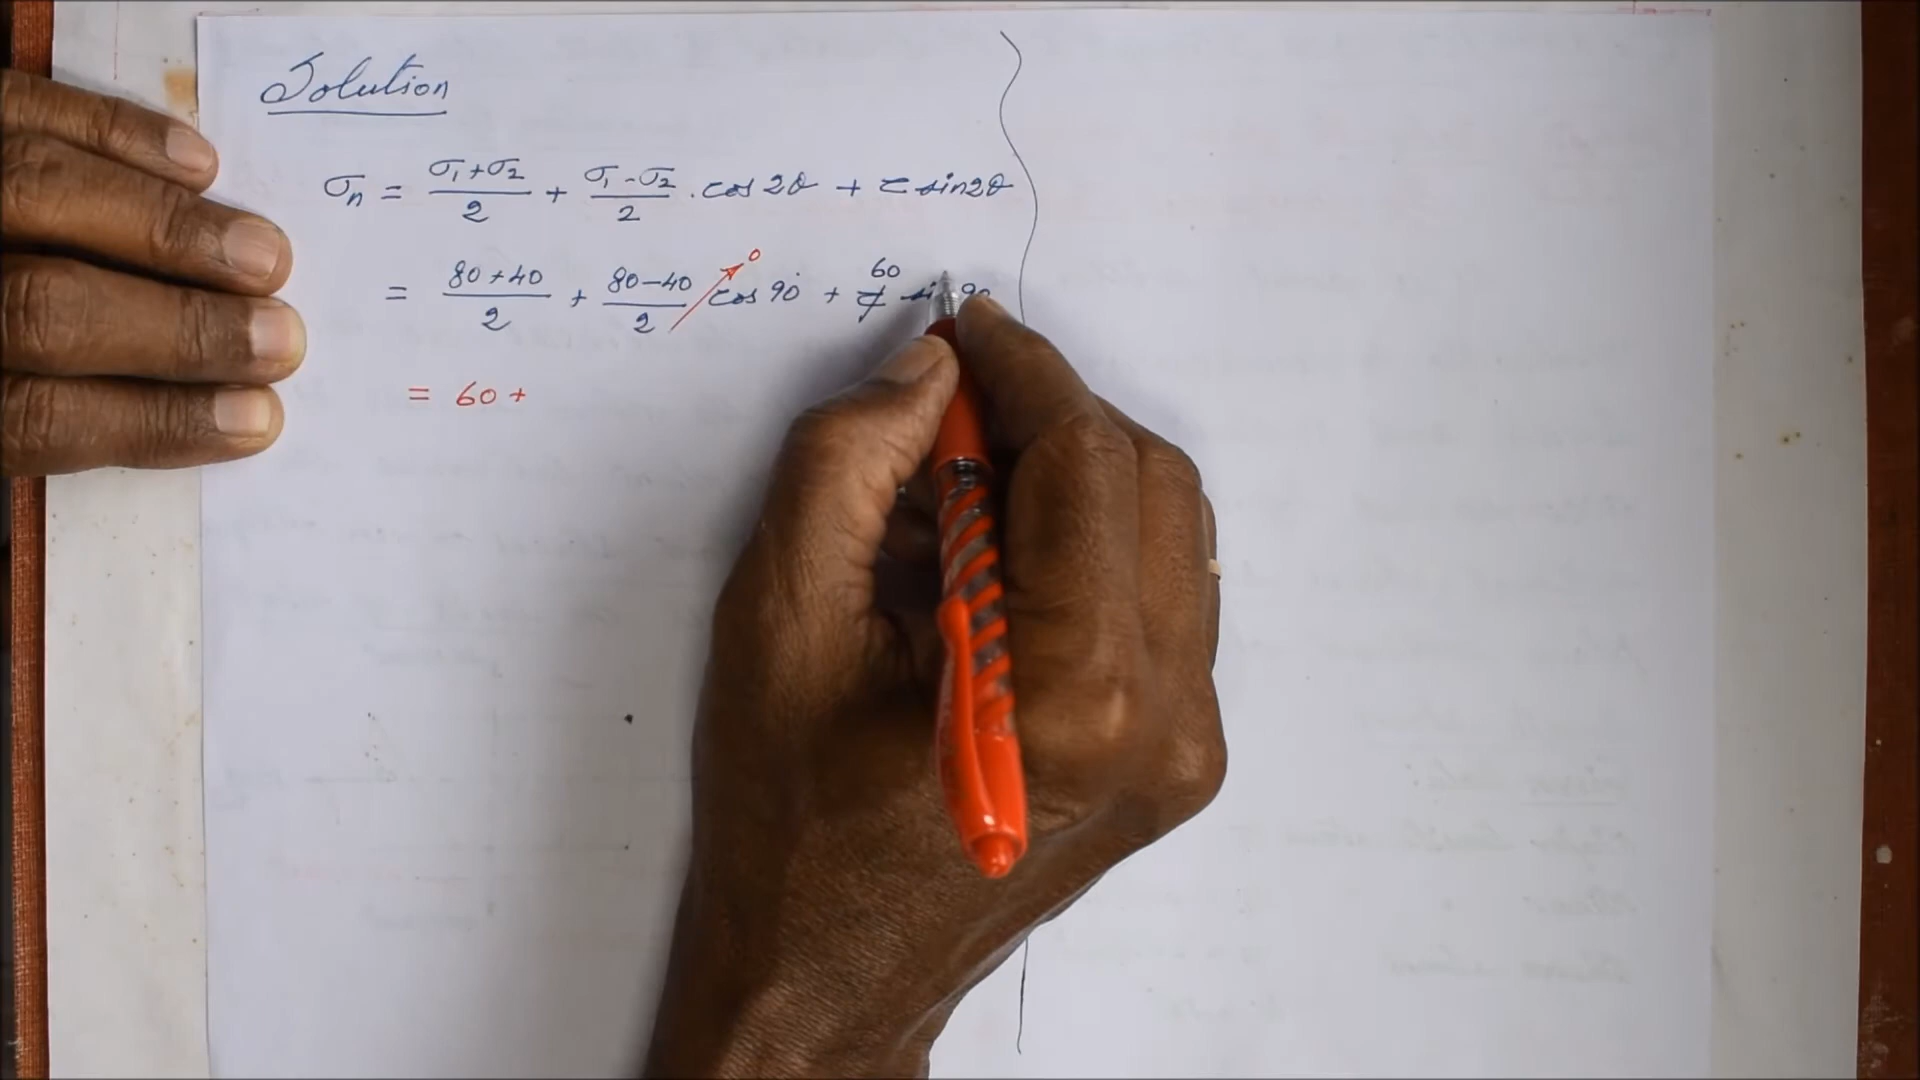 Solution
σn = σ1+σ2/2 + σ1-σ2/2 . cos 2θ + τ sin2θ
= 80+40/2 + 80-40/2 cos 90° + 60 90
0
= 60 +